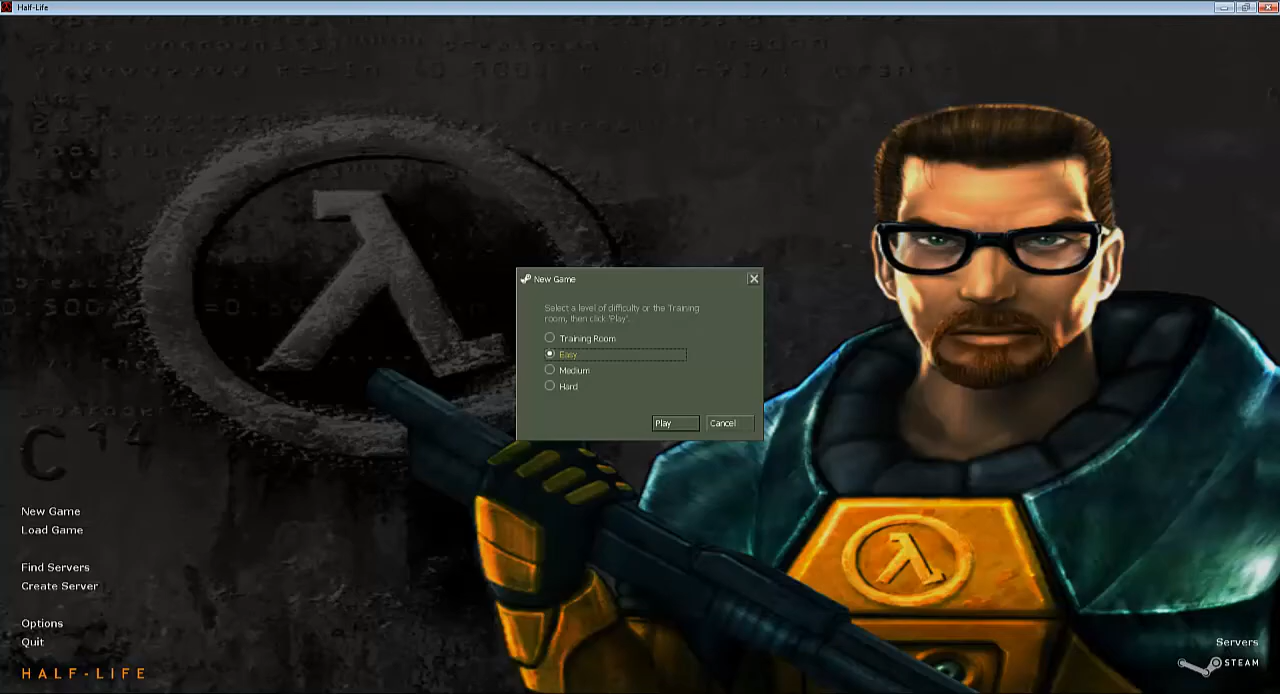 Half-Life
New Game
Select a level of difficulty or the Training
room, then click 'Play'.
Training Room
Easy
Medium
Hard
Play
Cancel
C14
New Game
Load Game
Find Servers
Create Server
Options
Quit
HALF-LIFE
Servers
STEAM